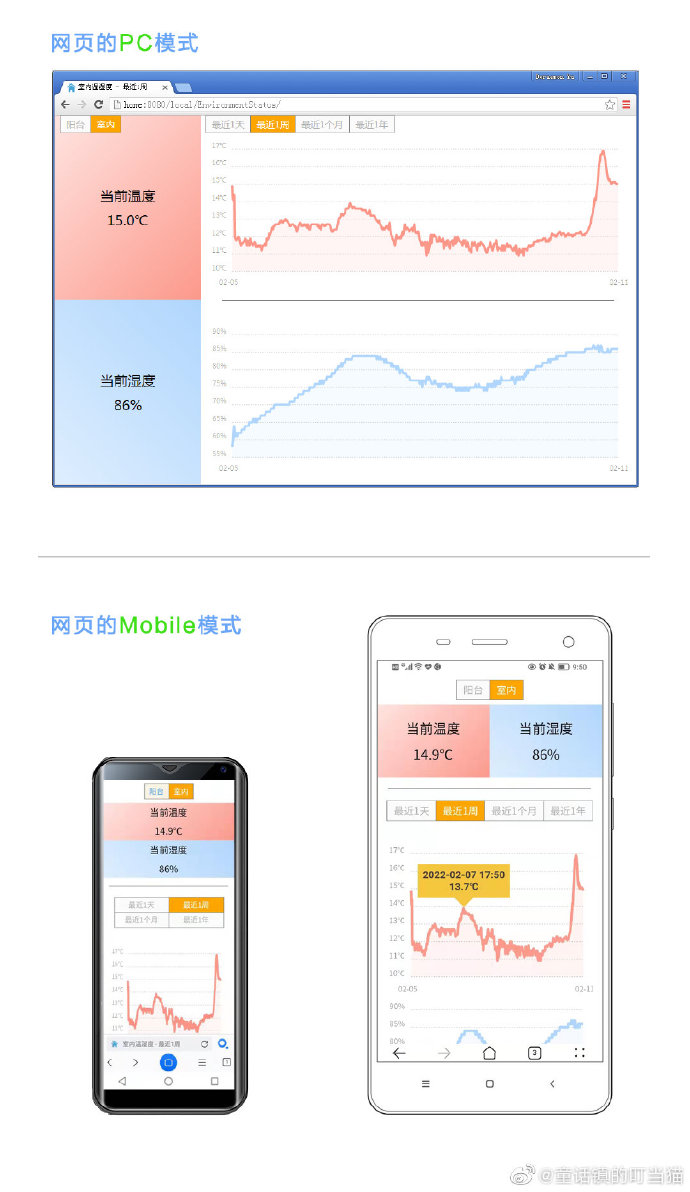 网页的PC模式
室内温湿度 - 最近1周
home:8080/local/EnvironmentStatus/
阳台 室内
最近1天 最近1周 最近1个月 最近1年
当前温度
15.0℃
17℃
16℃
15℃
14℃
13℃
12℃
11℃
10℃
02-05 02-11
当前湿度
86%
90%
85%
80%
75%
70%
65%
60%
55%
02-05 02-11
网页的Mobile模式
阳台 室内
当前温度
14.9℃
当前湿度
86%
最近1天 最近1周
最近1个月 最近1年
17℃
16℃
15℃
14℃
13℃
12℃
11℃
室内温湿度 - 最近1周
3
9:50
阳台 室内
当前温度 当前湿度
14.9℃ 86%
最近1天 最近1周 最近1个月 最近1年
17℃
16℃
15℃
14℃
13℃
12℃
11℃
10℃
2022-02-07 17:50
13.7℃
02-05 02-11
90%
85%
80%
3
@童话镇的叮当猫